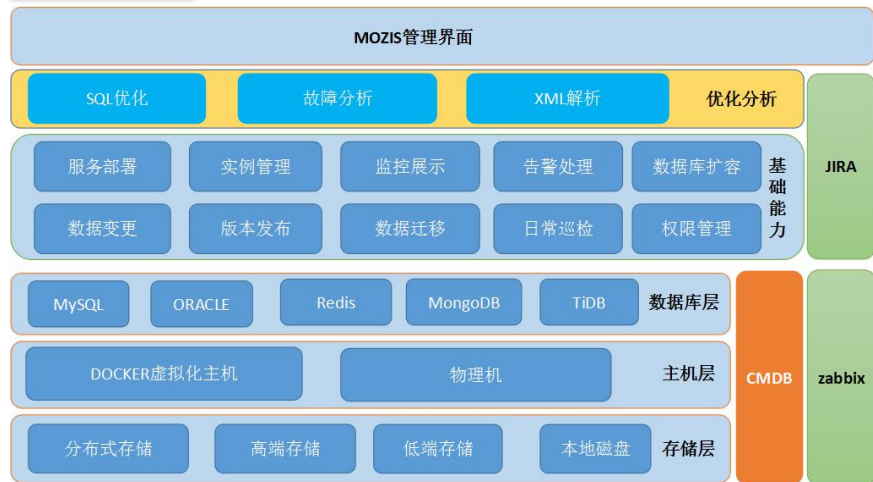 MOZIS管理界面
SQL优化
故障分析
XML解析
优化分析
JIRA
服务部署
实例管理
监控展示
告警处理
数据库扩容
基础能力
数据变更
版本发布
数据迁移
日常巡检
权限管理
MySQL
ORACLE
Redis
MongoDB
TiDB
数据库层
DOCKER虚拟化主机
物理机
主机层
CMDB
zabbix
分布式存储
高端存储
低端存储
本地磁盘
存储层